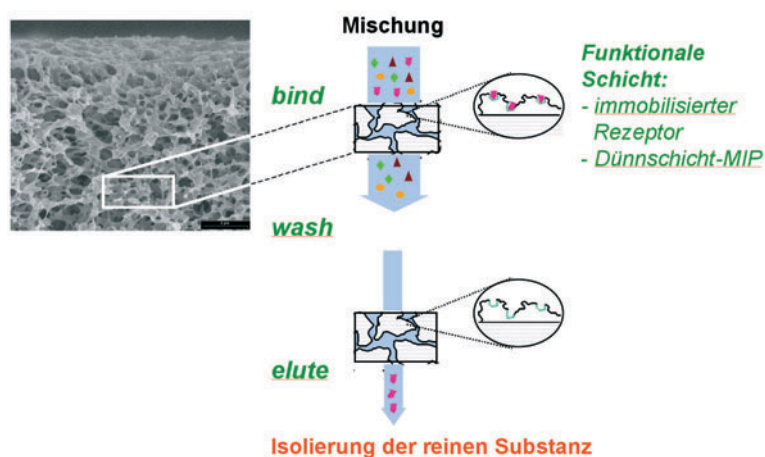 Mischung
bind
Funktionale
Schicht:
- immobilisierter
Rezeptor
- Dünnschicht-MIP
wash
elute
Isolierung der reinen Substanz